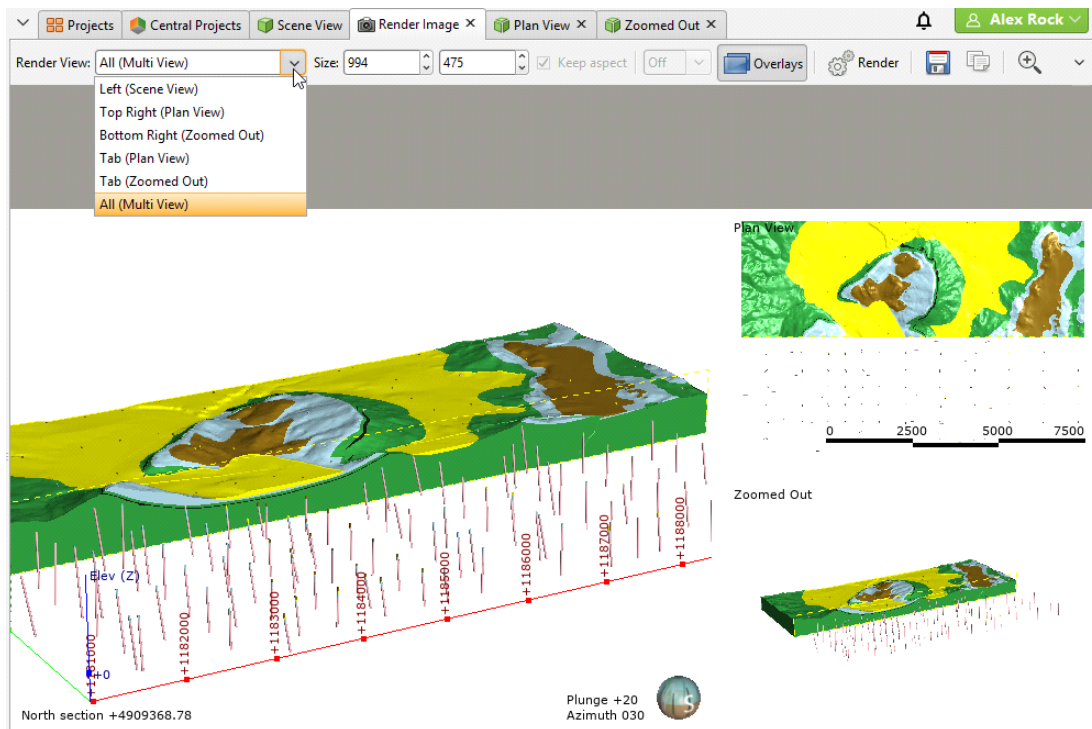 Projects
Central Projects
Scene View
Render Image
Plan View
Zoomed Out
Alex Rock
Render View: All (Multi View)
Size: 994
475
Keep aspect
Off
Overlays
Render
Left (Scene View)
Top Right (Plan View)
Bottom Right (Zoomed Out)
Tab (Plan View)
Tab (Zoomed Out)
All (Multi View)
Plan View
0 2500 5000 7500
Zoomed Out
Elev (Z)
+0
+1181000
+1182000
+1183000
+1184000
+1185000
+1186000
+1187000
+1188000
North section +4909368.78
Plunge +20
Azimuth 030
S